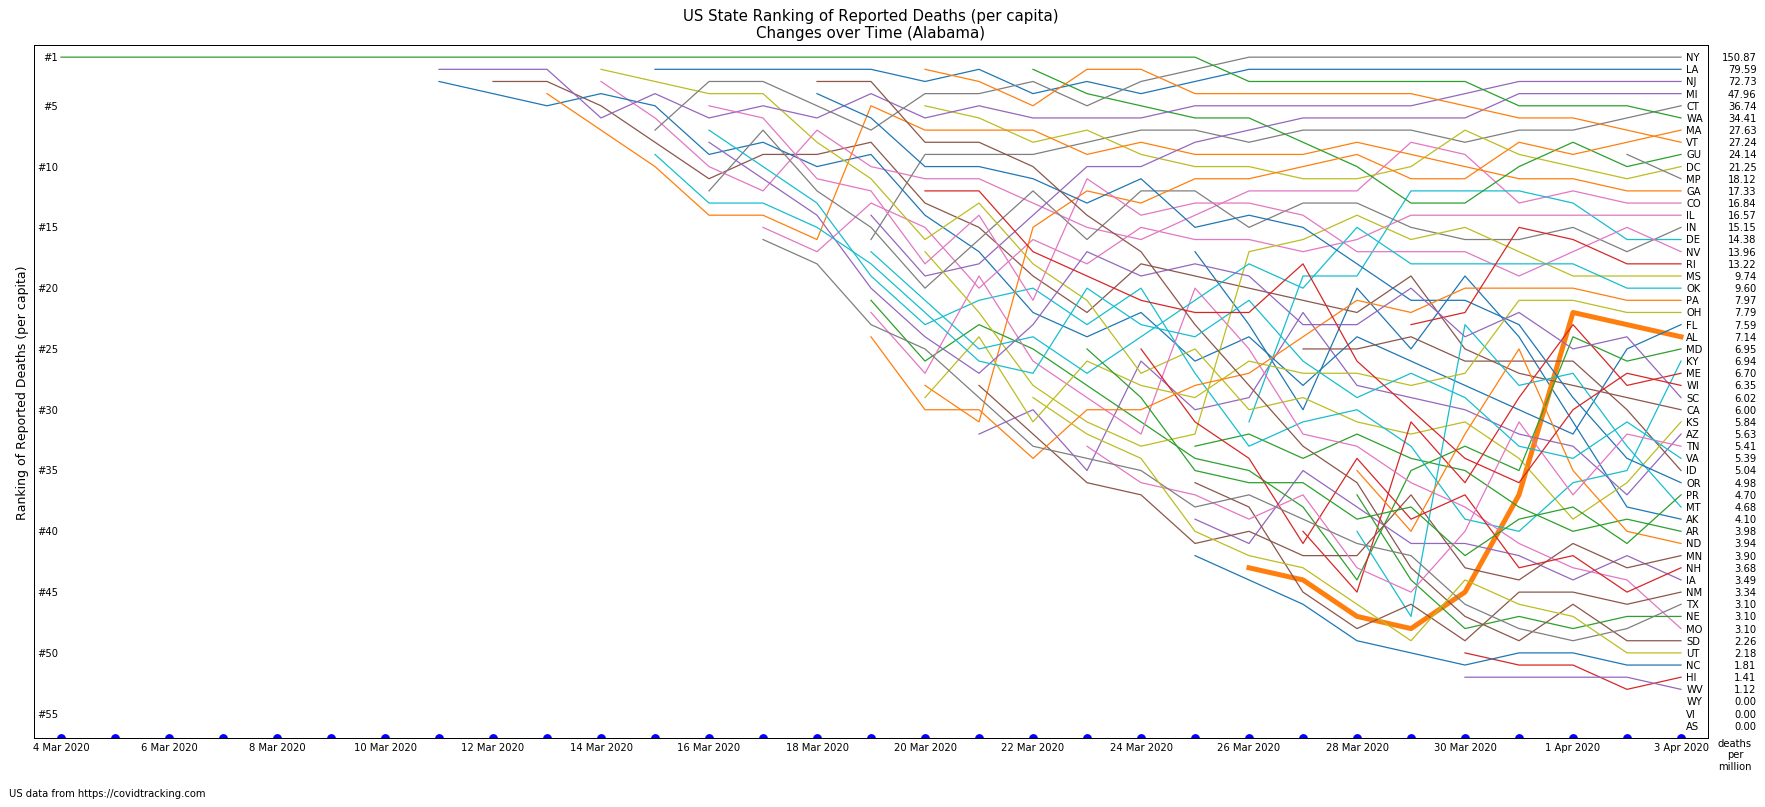 US State Ranking of Reported Deaths (per capita)
Changes over Time (Alabama)
Ranking of Reported Deaths (per capita)
#1
#5
#10
#15
#20
#25
#30
#35
#40
#45
#50
#55
NY 150.87
LA 79.59
NJ 72.73
MI 47.96
CT 36.74
WA 34.41
MA 27.63
VT 27.24
GU 24.14
DC 21.25
MP 18.12
GA 17.33
CO 16.84
IL 16.57
IN 15.15
DE 14.38
NV 13.96
RI 13.22
MS 9.74
OK 9.60
PA 7.97
OH 7.79
FL 7.59
AL 7.14
MD 6.95
KY 6.94
ME 6.70
WI 6.35
SC 6.02
CA 6.00
KS 5.84
AZ 5.63
TN 5.41
VA 5.39
ID 5.04
OR 4.98
PR 4.70
MT 4.68
AK 4.10
AR 3.98
ND 3.94
MN 3.90
NH 3.68
IA 3.49
NM 3.34
TX 3.10
NE 3.10
MO 3.10
SD 2.26
UT 2.18
NC 1.81
HI 1.41
WV 1.12
WY 0.00
VI 0.00
AS 0.00
4 Mar 2020 6 Mar 2020 8 Mar 2020 10 Mar 2020 12 Mar 2020 14 Mar 2020 16 Mar 2020 18 Mar 2020 20 Mar 2020 22 Mar 2020 24 Mar 2020 26 Mar 2020 28 Mar 2020 30 Mar 2020 1 Apr 2020 3 Apr 2020
deaths
per
million
US data from https://covidtracking.com